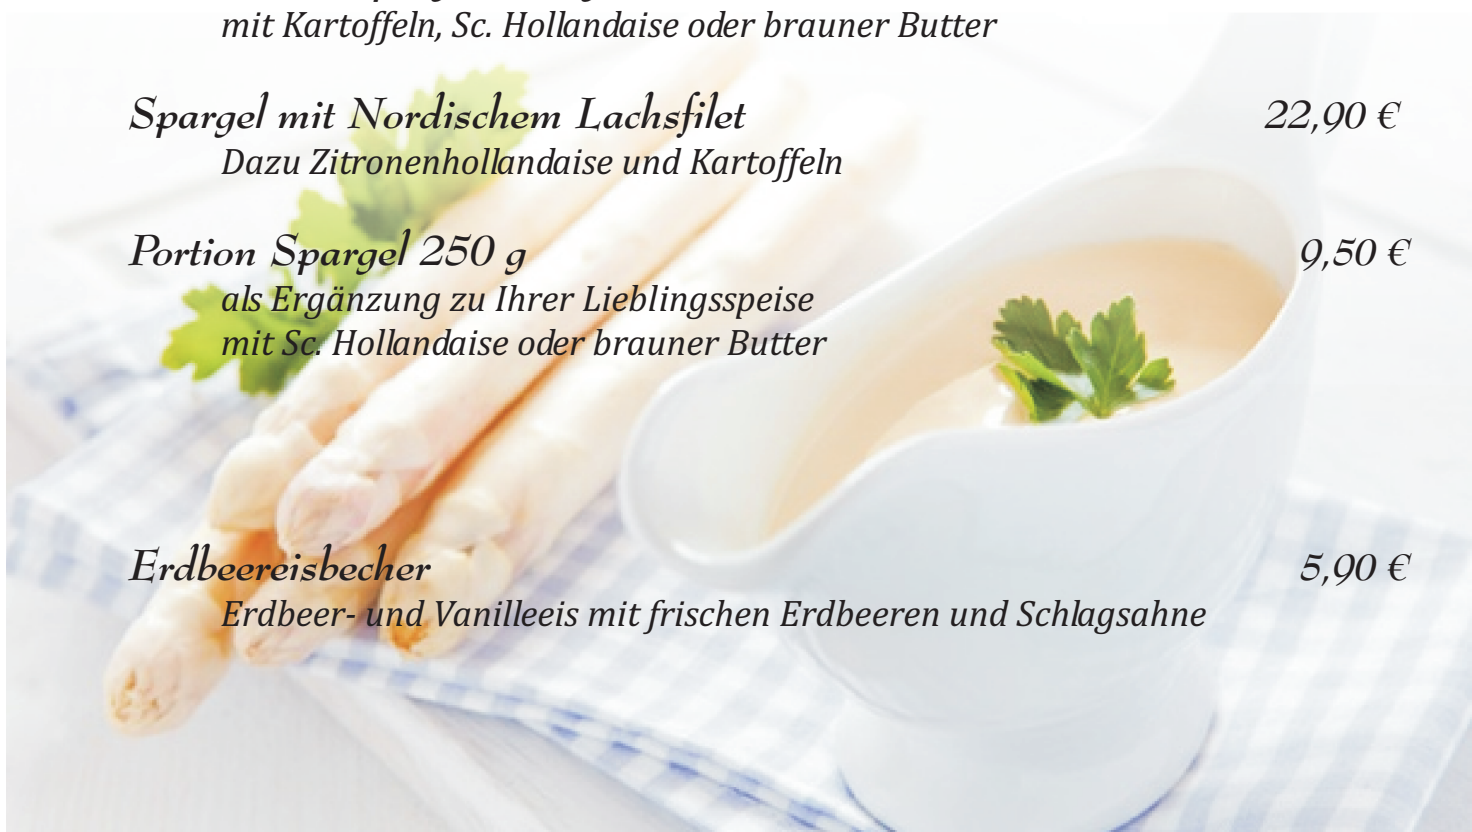 mit Kartoffeln, Sc. Hollandaise oder brauner Butter
Spargel mit Nordischem Lachsfilet 22,90 €
Dazu Zitronenhollandaise und Kartoffeln
Portion Spargel 250 g 9,50 €
als Ergänzung zu Ihrer Lieblingsspeise
mit Sc. Hollandaise oder brauner Butter
Erdbeereisbecher 5,90 €
Erdbeer- und Vanilleeis mit frischen Erdbeeren und Schlagsahne